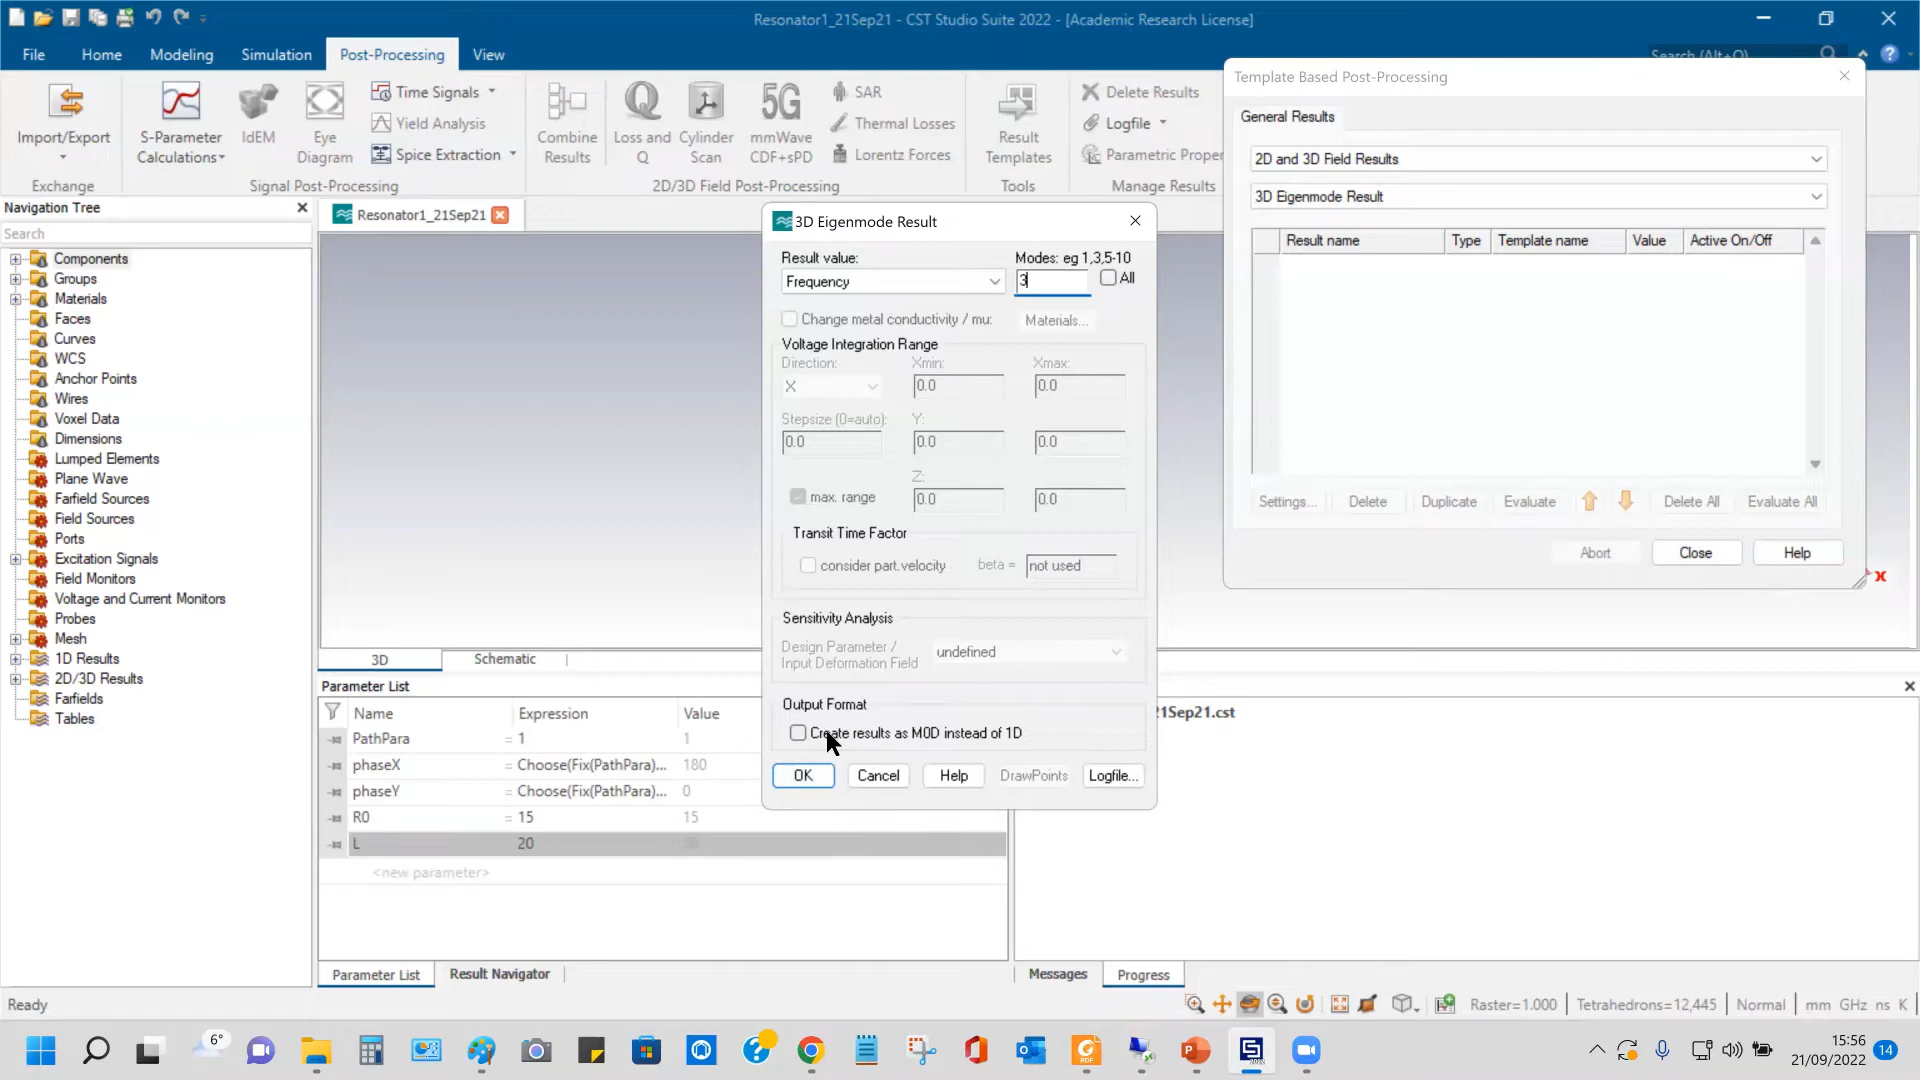 Resonator1_21Sep21 - CST Studio Suite 2022 - [Academic Research License]
File Home Modeling Simulation Post-Processing View Search (Alt+Q)
Import/Export
Exchange
S-Parameter Calculations
IdEM
Eye Diagram
Time Signals
Yield Analysis
Spice Extraction
Signal Post-Processing
Combine Results
Loss and Q
Cylinder Scan
5G
mmWave CDF+sPD
SAR
Thermal Losses
Lorentz Forces
2D/3D Field Post-Processing
Result Templates
Tools
Delete Results
Logfile
Parametric Proper
Manage Results
Navigation Tree
Search
Components
Groups
Materials
Faces
Curves
WCS
Anchor Points
Wires
Voxel Data
Dimensions
Lumped Elements
Plane Wave
Farfield Sources
Field Sources
Ports
Excitation Signals
Field Monitors
Voltage and Current Monitors
Probes
Mesh
1D Results
2D/3D Results
Farfields
Tables
Resonator1_21Sep21
3D Schematic
Parameter List
Name Expression Value
PathPara = 1 1
phaseX = Choose(Fix(PathPara)... 180
phaseY = Choose(Fix(PathPara)... 0
R0 = 15 15
L 20
<new parameter>
Parameter List Result Navigator
3D Eigenmode Result
Result value: Modes: eg 1,3,5-10
Frequency 3 All
Change metal conductivity / mu: Materials...
Voltage Integration Range
Direction: Xmin: Xmax:
X 0.0 0.0
Stepsize (0=auto): Y:
0.0 0.0 0.0
Z:
max. range 0.0 0.0
Transit Time Factor
consider part.velocity beta = not used
Sensitivity Analysis
Design Parameter /
Input Deformation Field undefined
Output Format
Create results as M0D instead of 1D
OK Cancel Help DrawPoints Logfile...
Template Based Post-Processing
General Results
2D and 3D Field Results
3D Eigenmode Result
Result name Type Template name Value Active On/Off
Settings... Delete Duplicate Evaluate Delete All Evaluate All
Abort Close Help
x
21Sep21.cst
Messages Progress
Ready Raster=1.000 Tetrahedrons=12,445 Normal mm GHz ns K
6°
PDF
15:56
21/09/2022 14